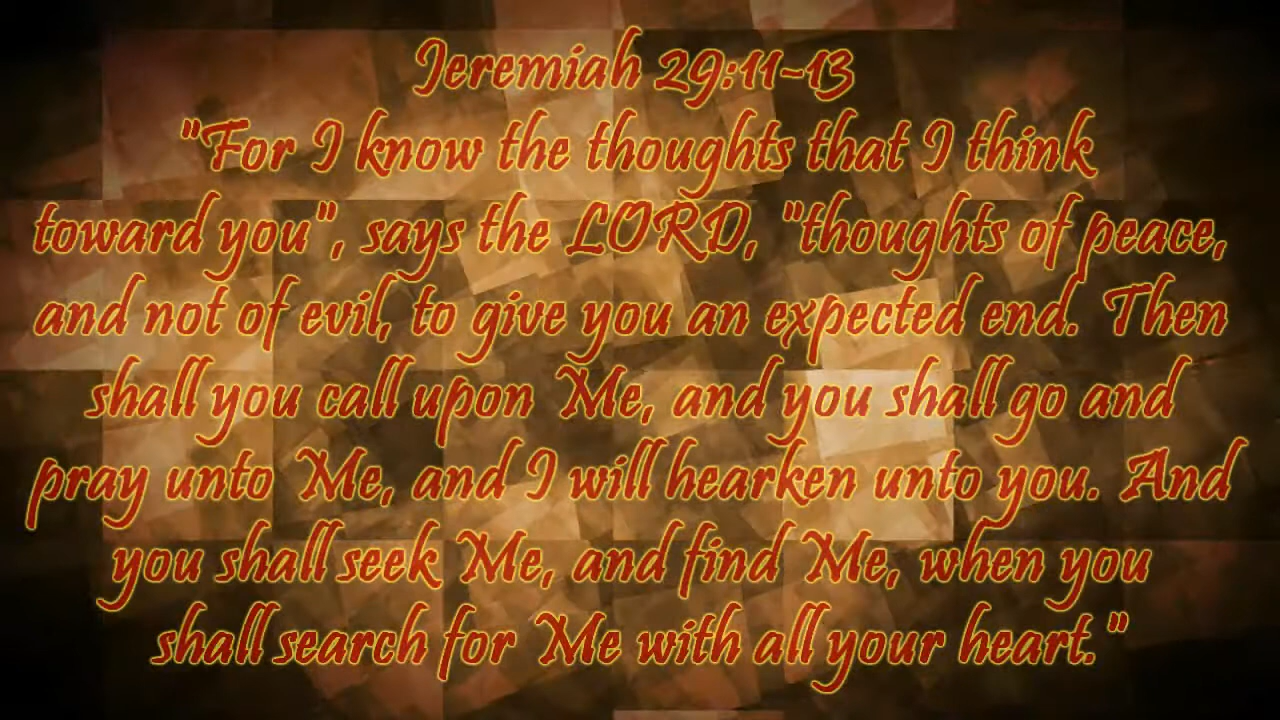 Jeremiah 29:11-13
"For I know the thoughts that I think
toward you", says the LORD, "thoughts of peace,
and not of evil, to give you an expected end. Then
shall you call upon Me, and you shall go and
pray unto Me, and I will hearken unto you. And
you shall seek Me, and find Me, when you
shall search for Me with all your heart."